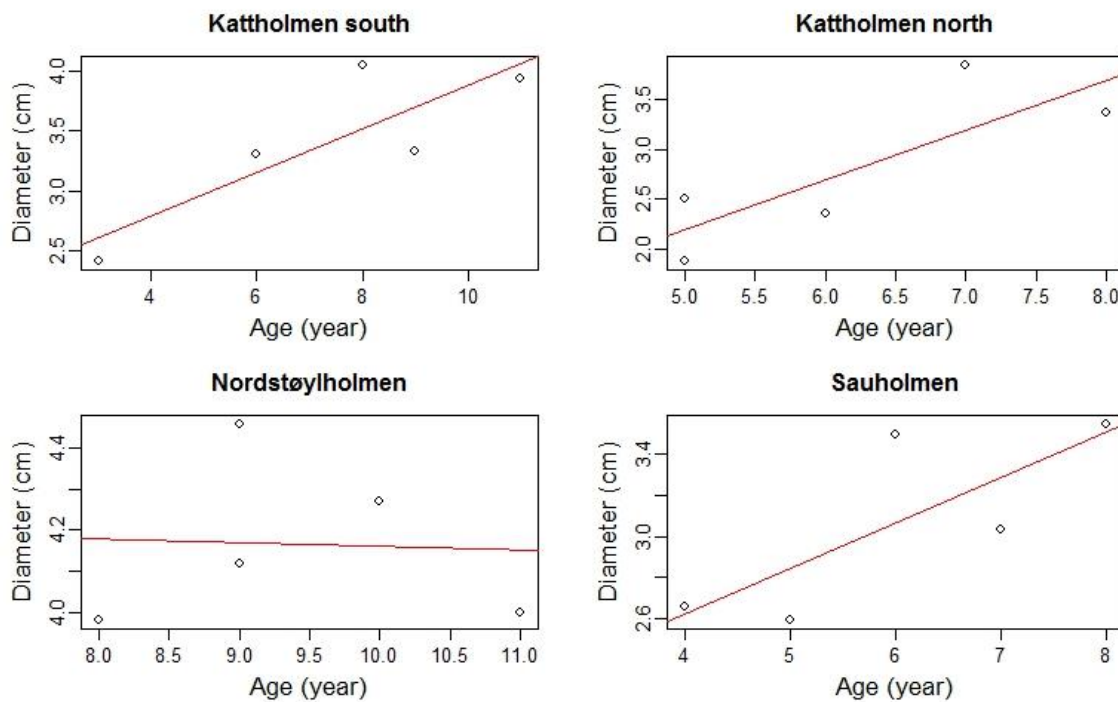 Kattholmen south
Diameter (cm)
2.5 3.0 3.5 4.0
4 6 8 10
Age (year)
Kattholmen north
Diameter (cm)
2.0 2.5 3.0 3.5
5.0 5.5 6.0 6.5 7.0 7.5 8.0
Age (year)
Nordstøylholmen
Diameter (cm)
4.0 4.2 4.4
8.0 8.5 9.0 9.5 10.0 10.5 11.0
Age (year)
Sauholmen
Diameter (cm)
2.6 3.0 3.4
4 5 6 7 8
Age (year)